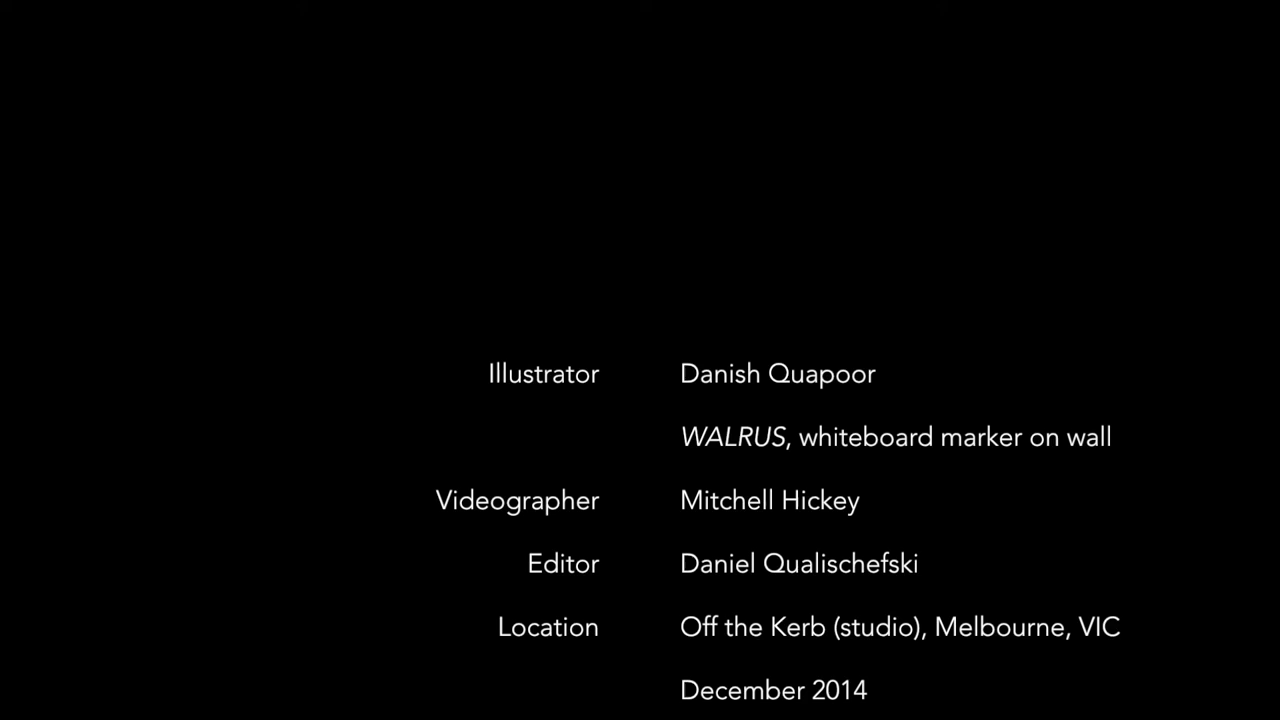 Illustrator Danish Quapoor
WALRUS, whiteboard marker on wall
Videographer Mitchell Hickey
Editor Daniel Qualischefski
Location Off the Kerb (studio), Melbourne, VIC
December 2014